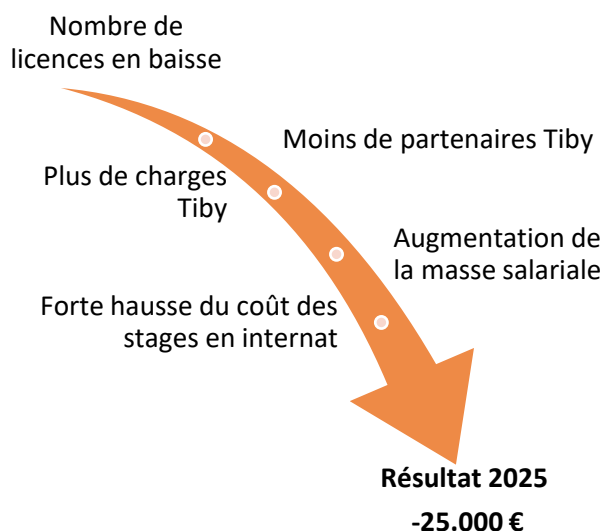 Nombre de
licences en baisse
Moins de partenaires Tiby
Plus de charges
Tiby
Augmentation de
la masse salariale
Forte hausse du coût des
stages en internat
Résultat 2025
-25.000 €